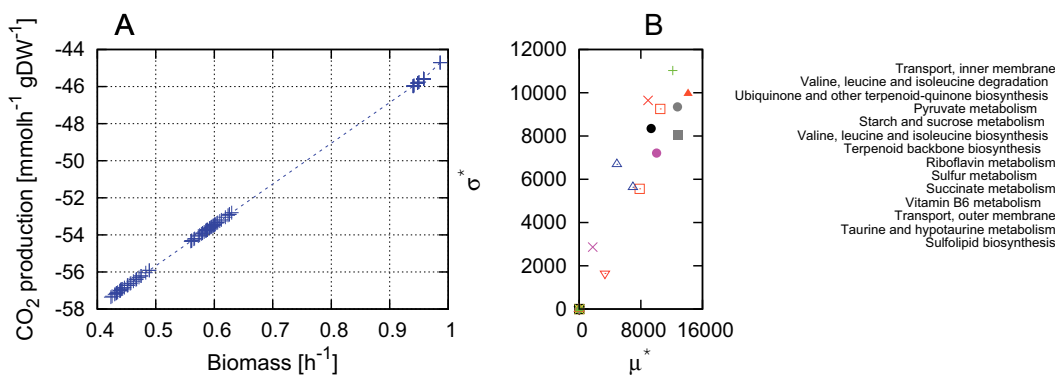 A
CO2 production [mmolh-1 gDW-1]
-44
-46
-48
-50
-52
-54
-56
-58
0.4 0.5 0.6 0.7 0.8 0.9 1
Biomass [h-1]
B
σ*
12000
10000
8000
6000
4000
2000
0
0 8000 16000
μ*
Transport, inner membrane
Valine, leucine and isoleucine degradation
Ubiquinone and other terpenoid-quinone biosynthesis
Pyruvate metabolism
Starch and sucrose metabolism
Valine, leucine and isoleucine biosynthesis
Terpenoid backbone biosynthesis
Riboflavin metabolism
Sulfur metabolism
Succinate metabolism
Vitamin B6 metabolism
Transport, outer membrane
Taurine and hypotaurine metabolism
Sulfolipid biosynthesis